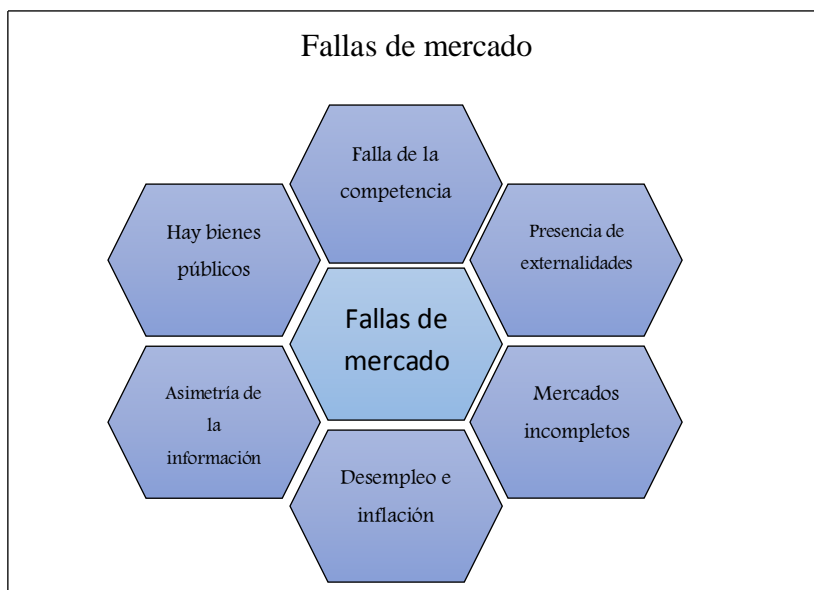 Fallas de mercado
Falla de la
competencia
Hay bienes
públicos
Presencia de
externalidades
Fallas de
mercado
Asimetría de
la
información
Mercados
incompletos
Desempleo e
inflación